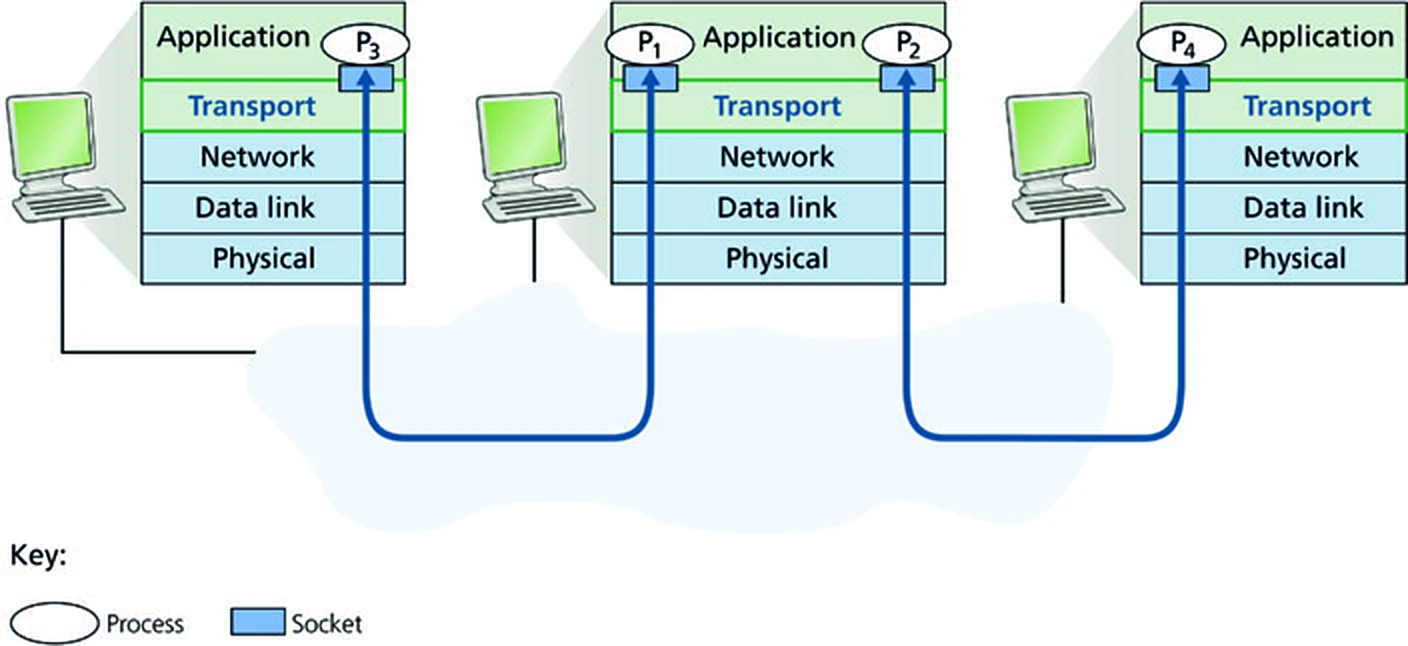 Application P3 P1 Application P2 P4 Application
Transport Transport Transport
Network Network Network
Data link Data link Data link
Physical Physical Physical
Key:
Process Socket